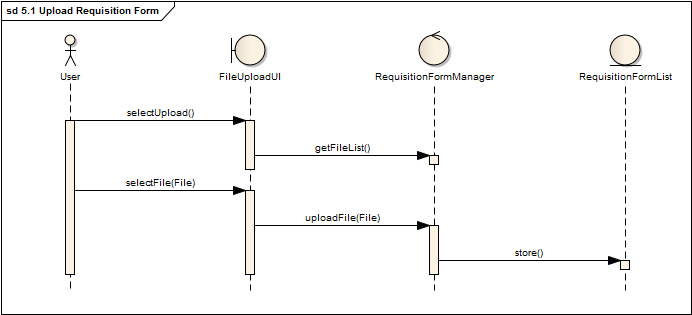 sd 5.1 Upload Requisition Form
User
FileUploadUI
RequisitionFormManager
RequisitionFormList
selectUpload()
getFileList()
selectFile(File)
uploadFile(File)
store()